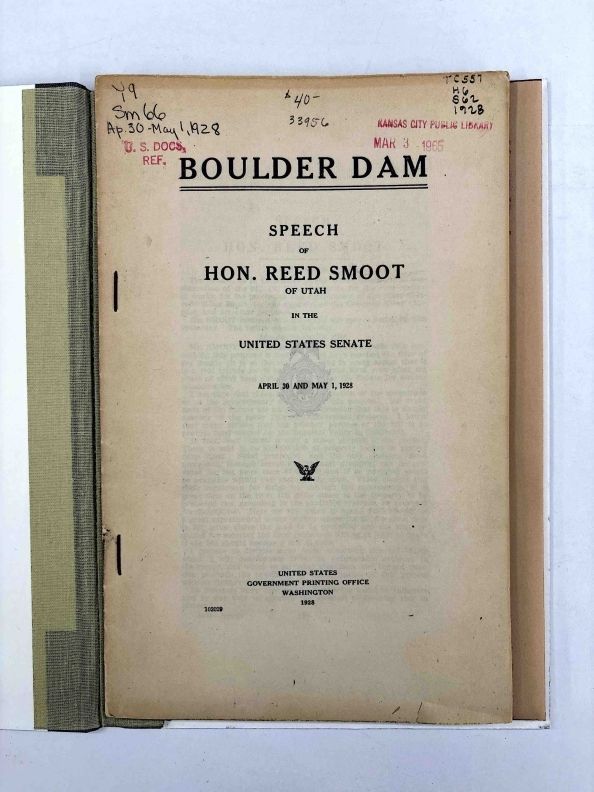 Y9
Sm66
Ap.30-May 1, 1928
U. S. DOCS.
REF.
$40-
33956
TC557
H6
S62
1928
KANSAS CITY PUBLIC LIBRARY
MAR 3 - 1965
BOULDER DAM
SPEECH
OF
HON. REED SMOOT
OF UTAH
IN THE
UNITED STATES SENATE
APRIL 30 AND MAY 1, 1928
UNITED STATES
GOVERNMENT PRINTING OFFICE
WASHINGTON
1928
102029